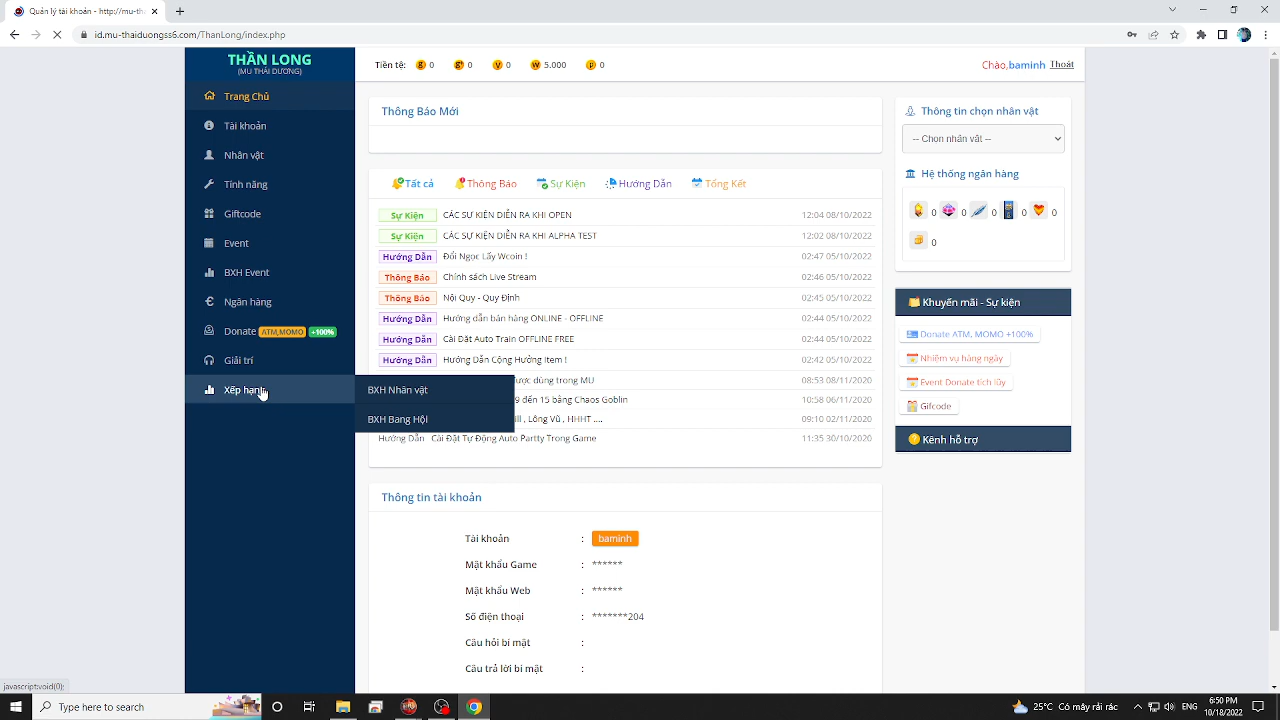 Quản lý tài khoản - http://mu-th
id.mu-thaiduongss6.com/ThanLong/index.php
THẦN LONG
(MU THÁI DƯƠNG)
Tiền tệ: 0 0 0 5.000 0
Chào,baminh Thoát
Trang Chủ
Tài khoản
Nhân vật
Tính năng
Giftcode
Event
BXH Event
Ngân hàng
Donate ATM,MOMO +100%
Giải trí
Xếp hạng
BXH Nhân vật
BXH Bang Hội
Thông Báo Mới
Tất cả Thông Báo Sự Kiện Hướng Dẫn Tổng Kết
Sự Kiện CÁC SỰ KIỆN DIỄN RA KHI OPEN 12:04 08/10/2022
Sự Kiện CÁC SỰ KIỆN DIỄN RA KHI ALPHA TEST 12:02 08/10/2022
Hướng Dẫn Đổi Ngọc Lấy Wcoin ! 02:47 05/10/2022
Thông Báo Chính sách Live Stream 02:46 05/10/2022
Thông Báo Nội Quy - Quy Định 02:45 05/10/2022
Hướng Dẫn Hướng dẫn bán hàng ONLINE - OFFLINE 02:44 05/10/2022
Hướng Dẫn Cài Đặt Auto Train OFFLINE FREE 02:44 05/10/2022
Hướng Dẫn Hướng Dẫn Cộng Hưởng Item ! 02:42 05/10/2022
được dùng trong MU 08:53 08/11/2020
9 đến 15 bằng Chaos Goblin 10:58 06/11/2020
ill , Lông Vũ , HHHT .... 09:10 02/11/2020
Hướng Dẫn Cài Đặt Tự Động Auto Partty Trong Game 11:35 30/10/2020
Thông tin tài khoản
Tài khoản : baminh
Mật khẩu Game : ******
Mật khẩu Web : ******
Số điện thoại : *******204
Câu hỏi bí mật :
Câu trả lời bí mật :
Thông tin chọn nhân vật
-- Chọn nhân vật --
Hệ thống ngân hàng
0 0 0 0 0
0
Khuyến mãi - Sự kiện
Donate ATM, MOMO +100%
Nhiệm vụ hàng ngày
Event Donate tích lũy
Gifcode
Kênh hỗ trợ
javascript:void(0);
Type here to search
25°C Có mây rải rác
ENG
6:50 PM
10/18/2022